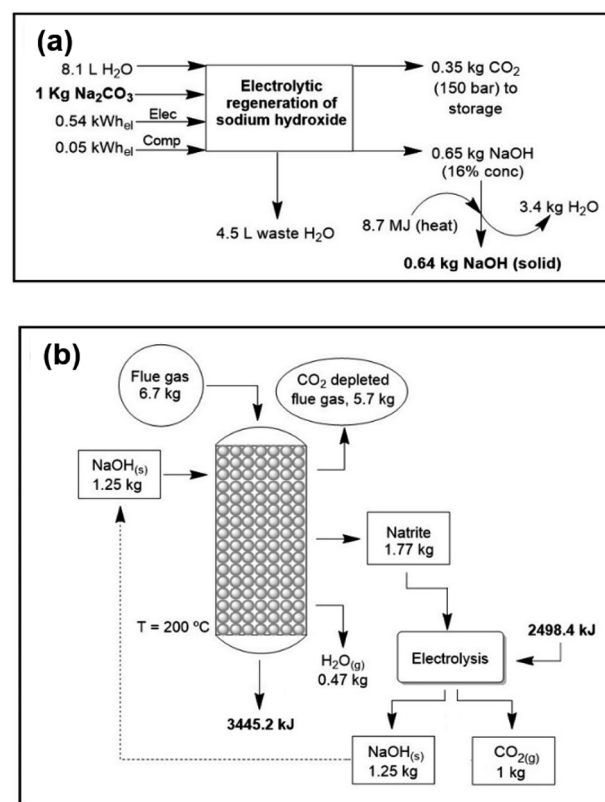 (a)
8.1 L H₂O
1 Kg Na₂CO₃
0.54 kWhₑₗ
Elec
0.05 kWhₑₗ
Comp
Electrolytic
regeneration of
sodium hydroxide
0.35 kg CO₂
(150 bar) to
storage
0.65 kg NaOH
(16% conc)
4.5 L waste H₂O
8.7 MJ (heat)
3.4 kg H₂O
0.64 kg NaOH (solid)
(b)
Flue gas
6.7 kg
CO₂ depleted
flue gas, 5.7 kg
NaOH₍ₛ₎
1.25 kg
Natrite
1.77 kg
T = 200 ºC
H₂O₍g₎
0.47 kg
3445.2 kJ
Electrolysis
2498.4 kJ
NaOH₍ₛ₎
1.25 kg
CO₂₍g₎
1 kg